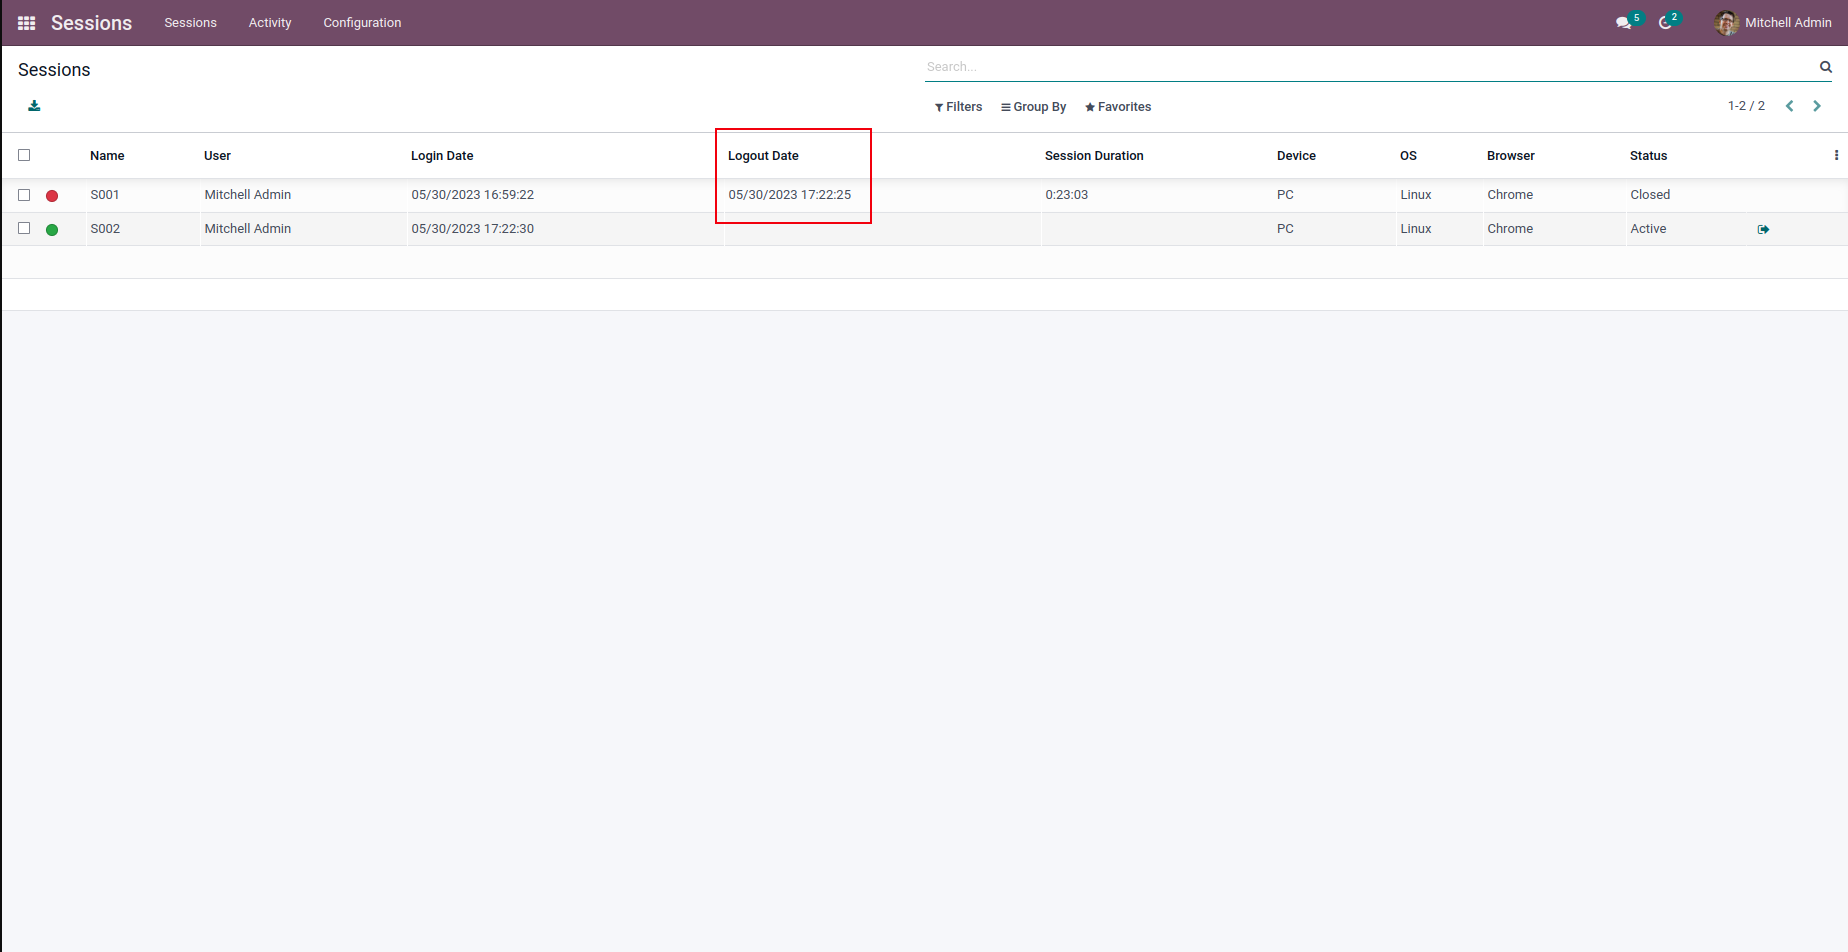 Sessions Sessions Activity Configuration 5 2 Mitchell Admin
Sessions Search...
Filters Group By Favorites 1-2 / 2
Name User Login Date Logout Date Session Duration Device OS Browser Status
S001 Mitchell Admin 05/30/2023 16:59:22 05/30/2023 17:22:25 0:23:03 PC Linux Chrome Closed
S002 Mitchell Admin 05/30/2023 17:22:30 PC Linux Chrome Active